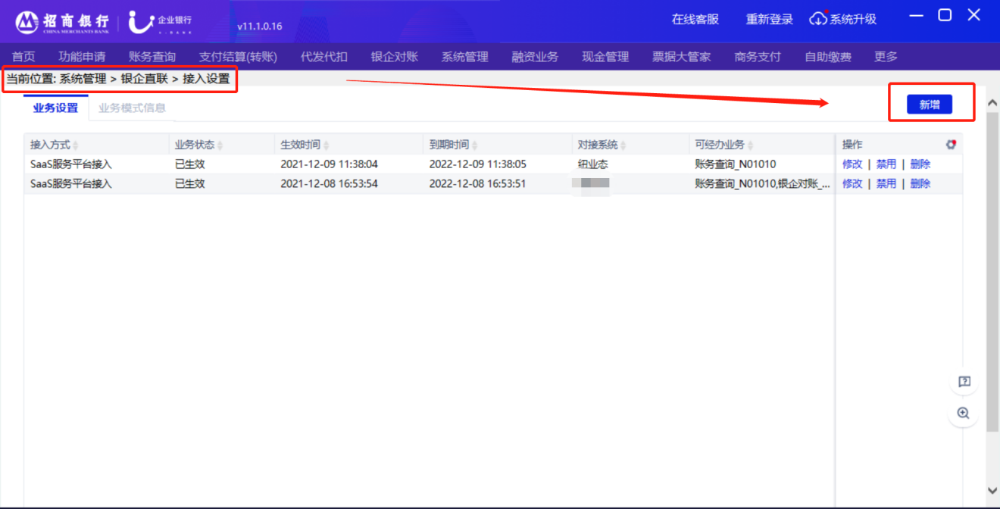 招商银行 企业银行 v11.1.0.16 在线客服 重新登录 系统升级
CHINA MERCHANTS BANK U-BANK
首页 功能申请 账务查询 支付结算(转账) 代发代扣 银企对账 系统管理 融资业务 现金管理 票据大管家 商务支付 自助缴费 更多
当前位置: 系统管理 > 银企直联 > 接入设置
业务设置 业务模式信息 新增
接入方式 业务状态 生效时间 到期时间 对接系统 可经办业务 操作
SaaS服务平台接入 已生效 2021-12-09 11:38:04 2022-12-09 11:38:05 纽业态 账务查询_N01010 修改 | 禁用 | 删除
SaaS服务平台接入 已生效 2021-12-08 16:53:54 2022-12-08 16:53:51 账务查询_N01010,银企对账_... 修改 | 禁用 | 删除